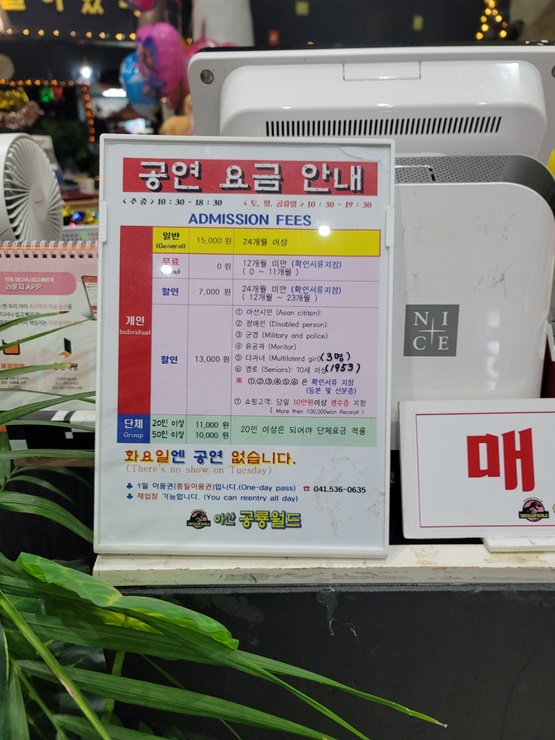 공연 요금 안내
<주중> 10:30 - 18:30 <토, 일, 공휴일> 10:30 - 19:30
ADMISSION FEES
개인
Individual
일반
(General)
15,000 원
24개월 이상
무료
0 원
12개월 미만 (확인서류지참)
( 0 ~ 11개월 )
할인
7,000 원
24개월 미만 (확인서류지참)
( 12개월 ~ 23개월 )
할인
13,000 원
① 아산시민 (Asan cititen):
② 장애인 (Disabled person):
③ 군경 (Military and police)
④ 유공자 (Meritor)
⑤ 다자녀 (Multilaterd girl) (3명)
⑥ 경로 (Seniors): 70세 이상 (1953)
※ ①,②,③,④,⑤,⑥ 은 확인서류 지참
(등본 및 신분증)
⑦ 쇼핑고객: 당일 10만원이상 영수증 지참
( More then 100,000won Receipt )
단체
Group
20인 이상
50인 이상
11,000 원
10,000 원
20인 이상은 되어야 단체요금 적용
화요일엔 공연 없습니다.
(There's no show on Tuesday)
♣ 1일 이용권(종일이용권)입니다.(One-day pass) ☎ 041.536-0635
♣ 재입장 가능합니다. (You can reentry all day)
아산 공룡월드
NICE
매
라운지 APP